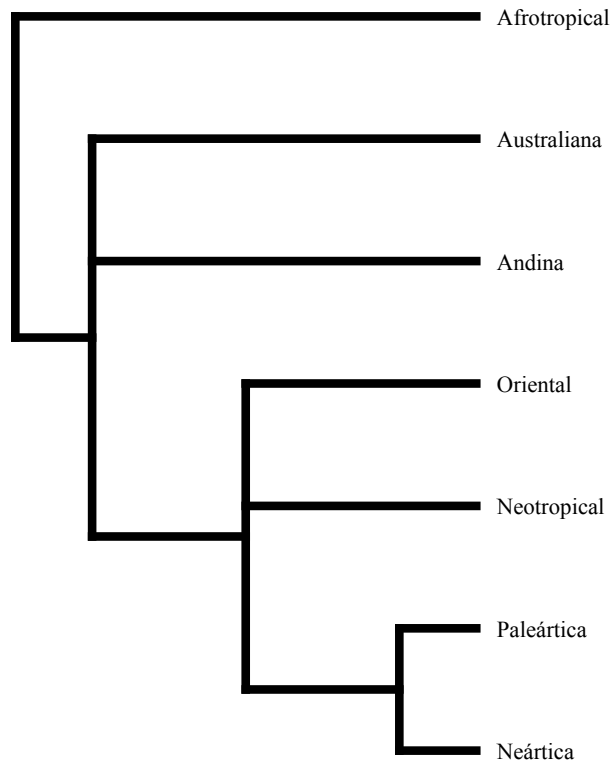 Afrotropical
Australiana
Andina
Oriental
Neotropical
Paleártica
Neártica